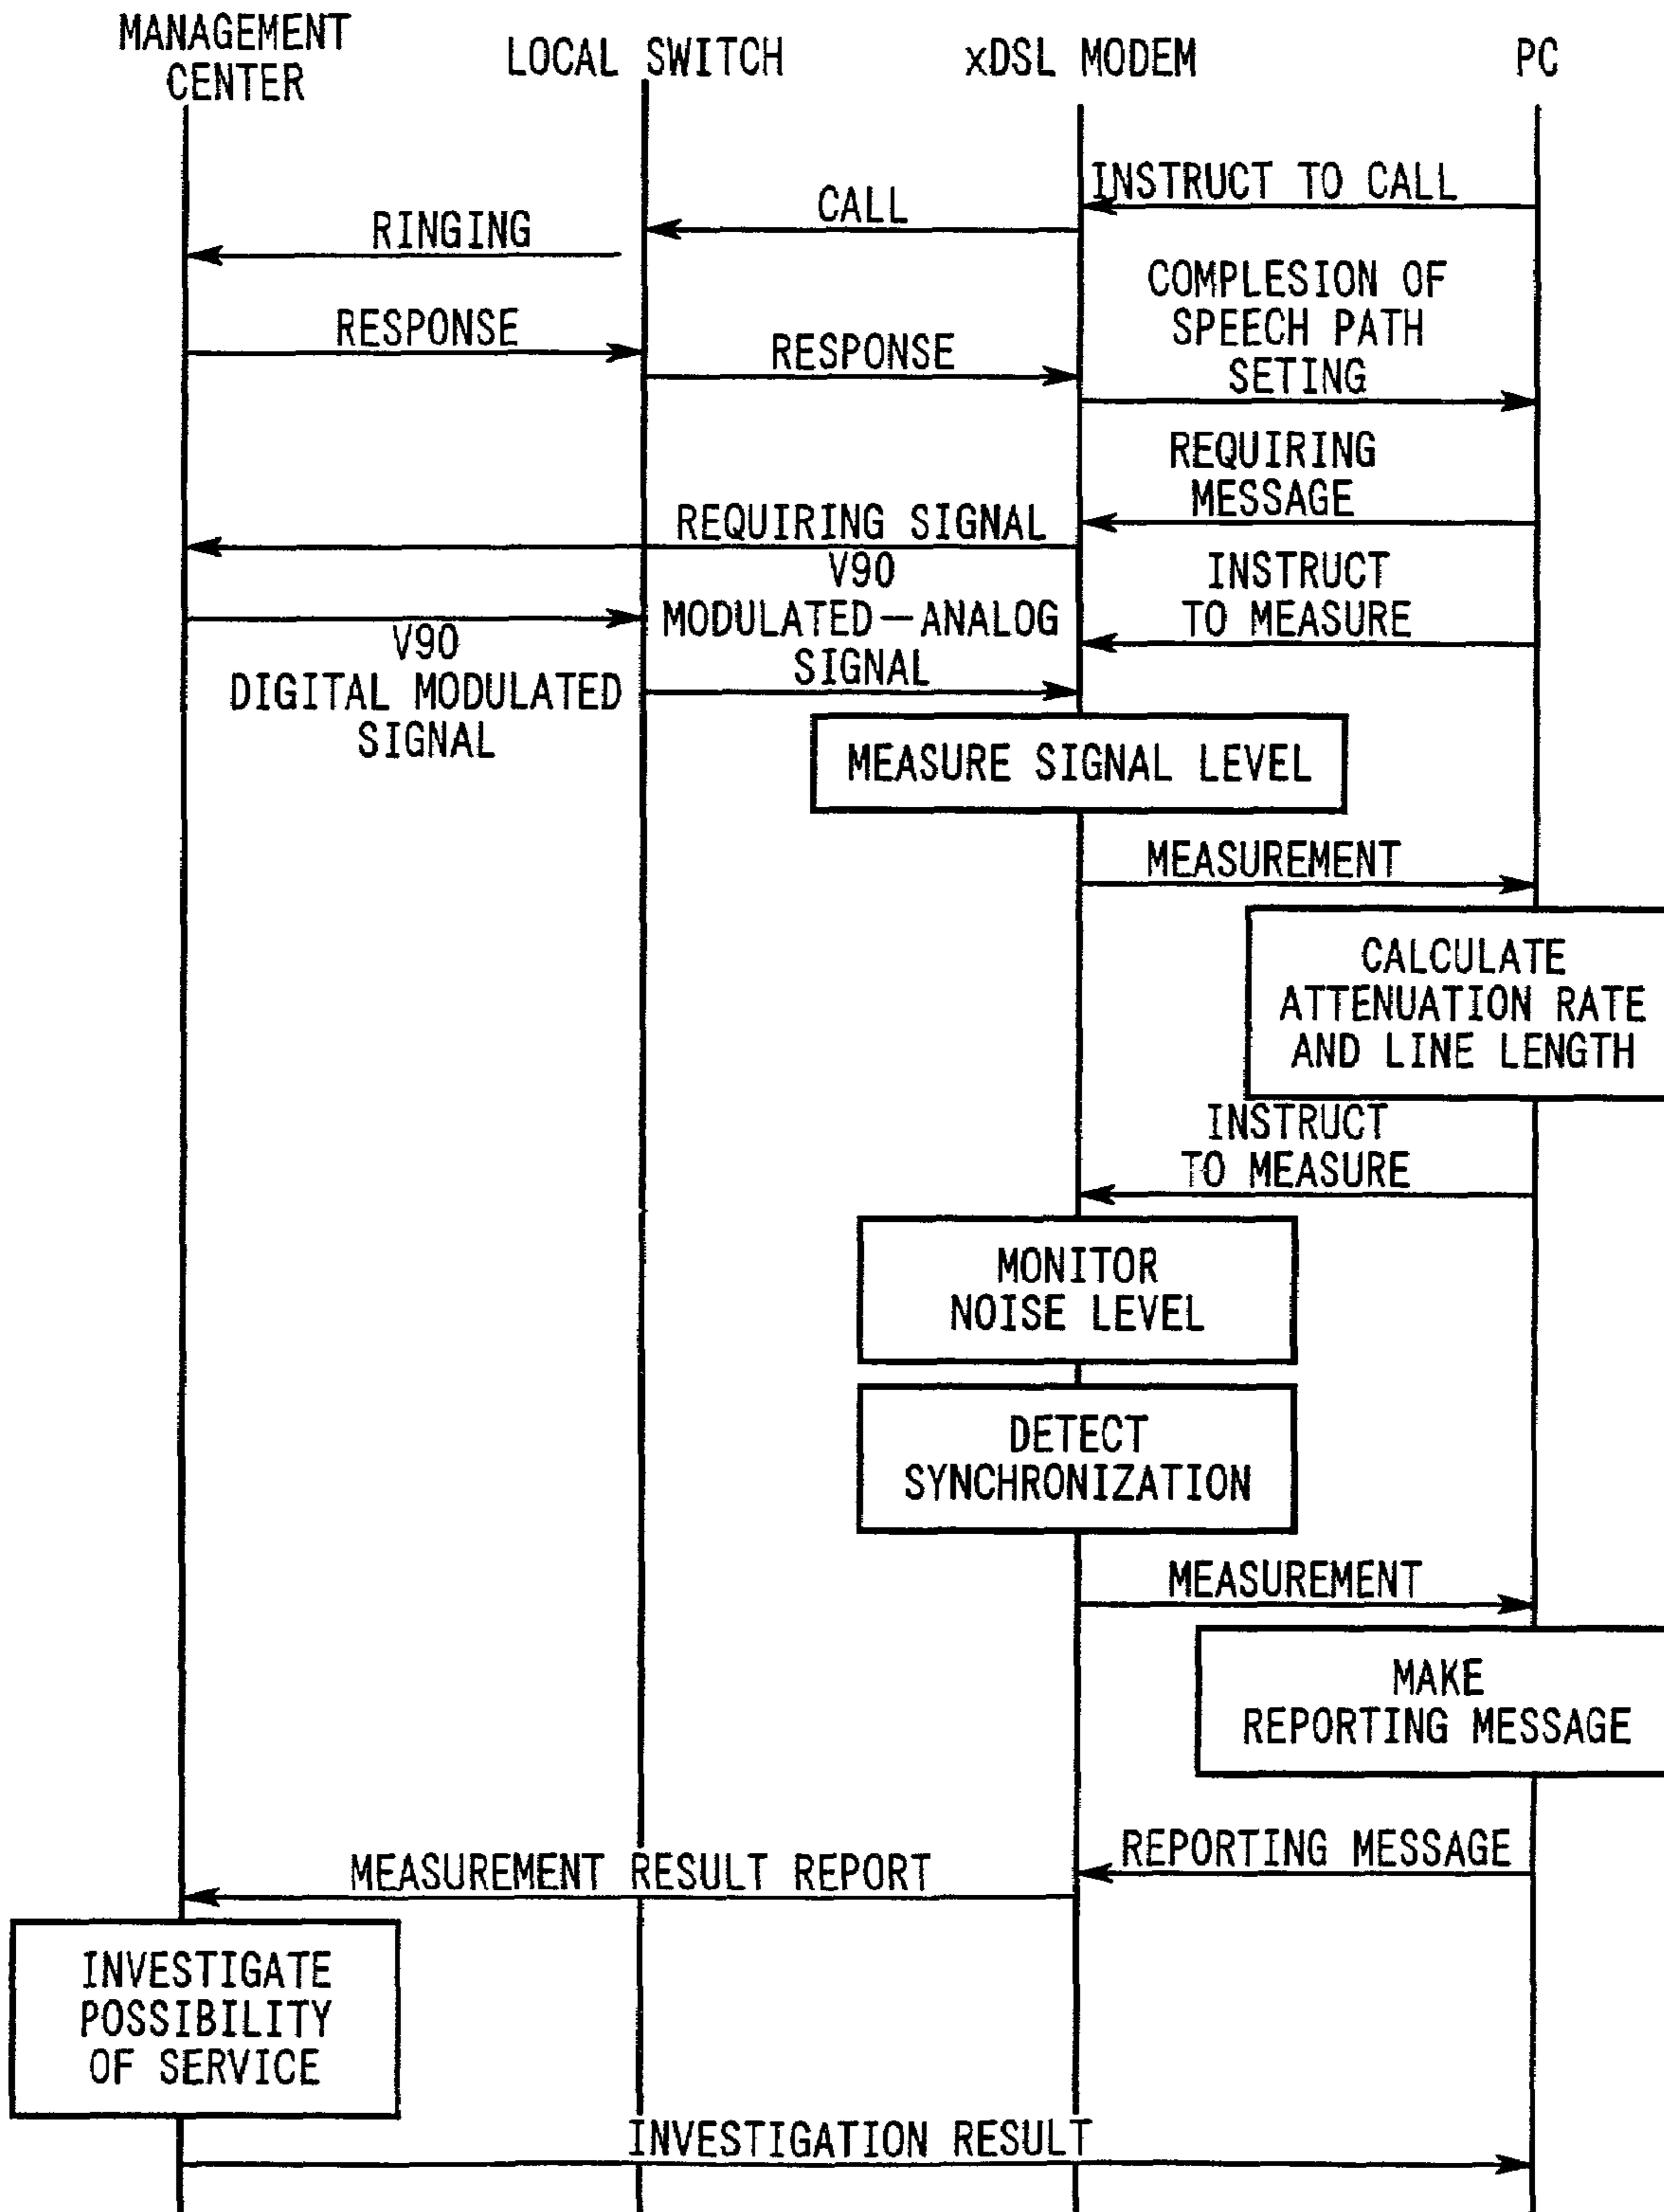 MANAGEMENT
CENTER
LOCAL SWITCH
xDSL MODEM
PC
INSTRUCT TO CALL
CALL
RINGING
COMPLESION OF
SPEECH PATH
SETING
RESPONSE
RESPONSE
REQUIRING
MESSAGE
REQUIRING SIGNAL
V90
MODULATED-ANALOG
SIGNAL
INSTRUCT
TO MEASURE
V90
DIGITAL MODULATED
SIGNAL
MEASURE SIGNAL LEVEL
MEASUREMENT
CALCULATE
ATTENUATION RATE
AND LINE LENGTH
INSTRUCT
TO MEASURE
MONITOR
NOISE LEVEL
DETECT
SYNCHRONIZATION
MEASUREMENT
MAKE
REPORTING MESSAGE
REPORTING MESSAGE
MEASUREMENT RESULT REPORT
INVESTIGATE
POSSIBILITY
OF SERVICE
INVESTIGATION RESULT